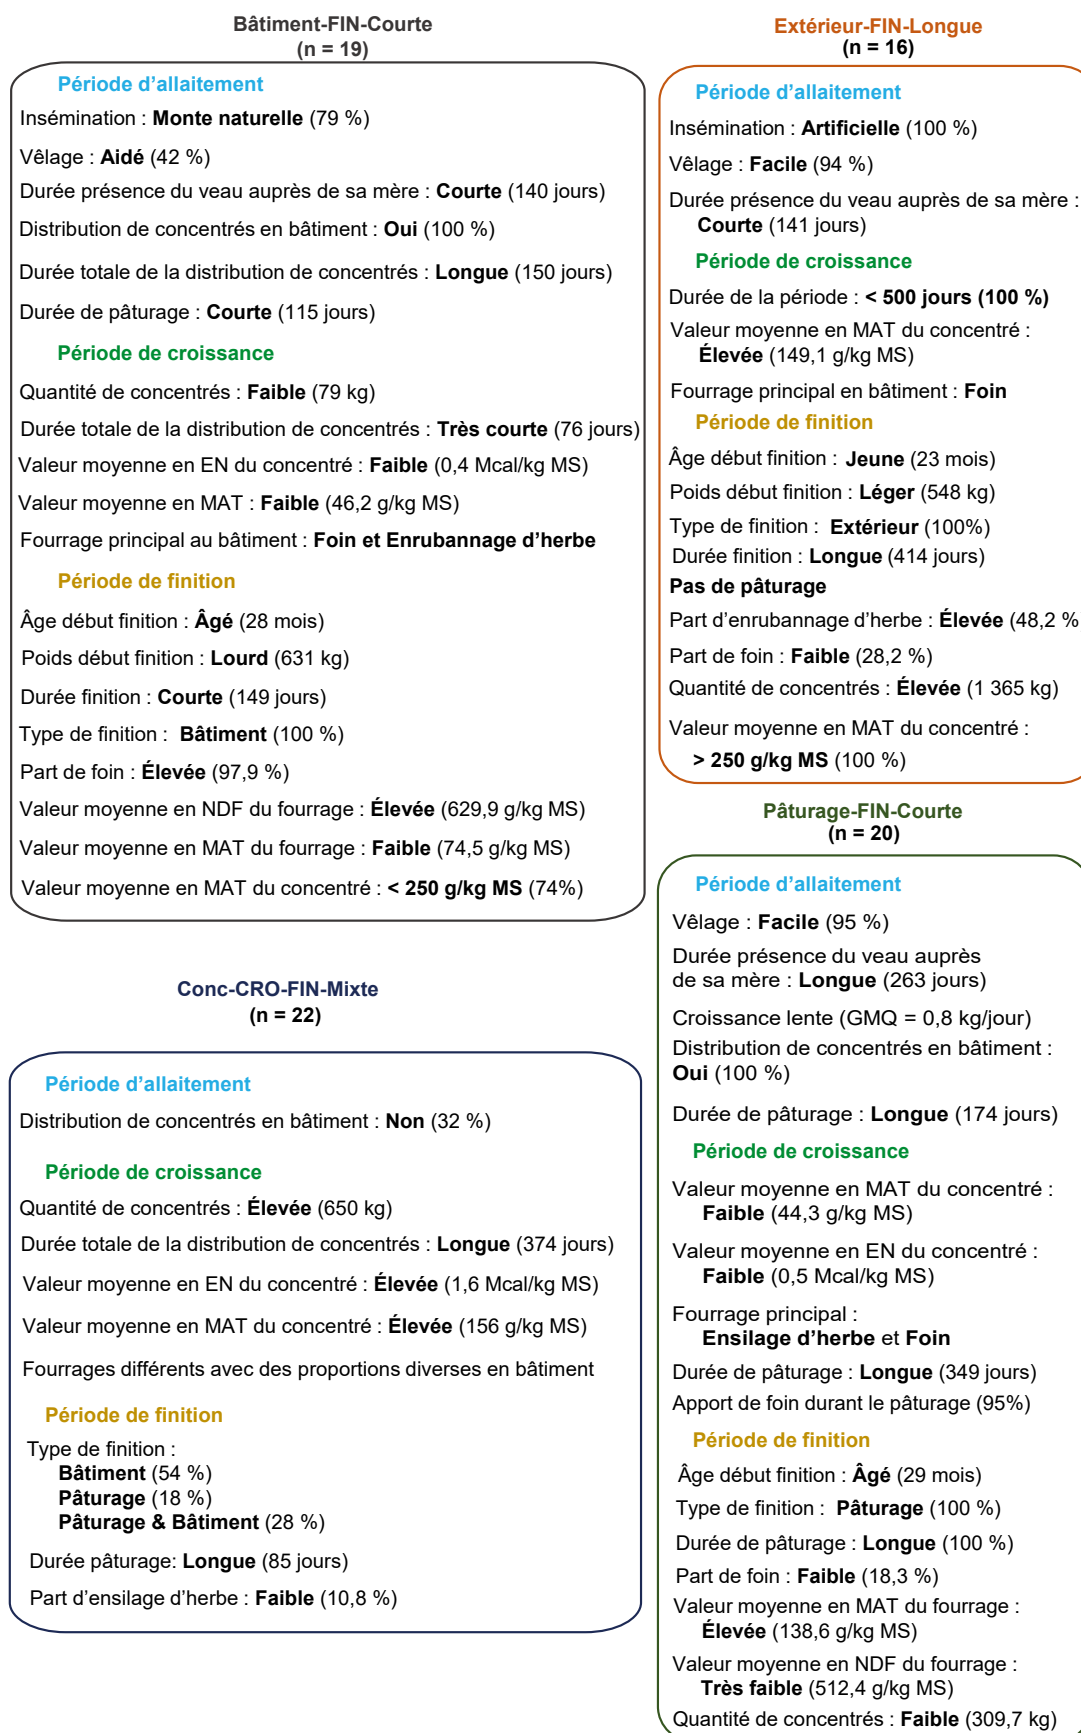 Bâtiment-FIN-Courte
(n = 19)
Période d’allaitement
Insémination : Monte naturelle (79 %)
Vêlage : Aidé (42 %)
Durée présence du veau auprès de sa mère : Courte (140 jours)
Distribution de concentrés en bâtiment : Oui (100 %)
Durée totale de la distribution de concentrés : Longue (150 jours)
Durée de pâturage : Courte (115 jours)
Période de croissance
Quantité de concentrés : Faible (79 kg)
Durée totale de la distribution de concentrés : Très courte (76 jours)
Valeur moyenne en EN du concentré : Faible (0,4 Mcal/kg MS)
Valeur moyenne en MAT : Faible (46,2 g/kg MS)
Fourrage principal au bâtiment : Foin et Enrubannage d’herbe
Période de finition
Âge début finition : Âgé (28 mois)
Poids début finition : Lourd (631 kg)
Durée finition : Courte (149 jours)
Type de finition : Bâtiment (100 %)
Part de foin : Élevée (97,9 %)
Valeur moyenne en NDF du fourrage : Élevée (629,9 g/kg MS)
Valeur moyenne en MAT du fourrage : Faible (74,5 g/kg MS)
Valeur moyenne en MAT du concentré : < 250 g/kg MS (74%)
Conc-CRO-FIN-Mixte
(n = 22)
Période d’allaitement
Distribution de concentrés en bâtiment : Non (32 %)
Période de croissance
Quantité de concentrés : Élevée (650 kg)
Durée totale de la distribution de concentrés : Longue (374 jours)
Valeur moyenne en EN du concentré : Élevée (1,6 Mcal/kg MS)
Valeur moyenne en MAT du concentré : Élevée (156 g/kg MS)
Fourrages différents avec des proportions diverses en bâtiment
Période de finition
Type de finition :
Bâtiment (54 %)
Pâturage (18 %)
Pâturage & Bâtiment (28 %)
Durée pâturage: Longue (85 jours)
Part d’ensilage d’herbe : Faible (10,8 %)
Extérieur-FIN-Longue
(n = 16)
Période d’allaitement
Insémination : Artificielle (100 %)
Vêlage : Facile (94 %)
Durée présence du veau auprès de sa mère :
Courte (141 jours)
Période de croissance
Durée de la période : < 500 jours (100 %)
Valeur moyenne en MAT du concentré :
Élevée (149,1 g/kg MS)
Fourrage principal en bâtiment : Foin
Période de finition
Âge début finition : Jeune (23 mois)
Poids début finition : Léger (548 kg)
Type de finition : Extérieur (100%)
Durée finition : Longue (414 jours)
Pas de pâturage
Part d’enrubannage d’herbe : Élevée (48,2 %
Part de foin : Faible (28,2 %)
Quantité de concentrés : Élevée (1 365 kg)
Valeur moyenne en MAT du concentré :
> 250 g/kg MS (100 %)
Pâturage-FIN-Courte
(n = 20)
Période d’allaitement
Vêlage : Facile (95 %)
Durée présence du veau auprès
de sa mère : Longue (263 jours)
Croissance lente (GMQ = 0,8 kg/jour)
Distribution de concentrés en bâtiment :
Oui (100 %)
Durée de pâturage : Longue (174 jours)
Période de croissance
Valeur moyenne en MAT du concentré :
Faible (44,3 g/kg MS)
Valeur moyenne en EN du concentré :
Faible (0,5 Mcal/kg MS)
Fourrage principal :
Ensilage d’herbe et Foin
Durée de pâturage : Longue (349 jours)
Apport de foin durant le pâturage (95%)
Période de finition
Âge début finition : Âgé (29 mois)
Type de finition : Pâturage (100 %)
Durée de pâturage : Longue (100 %)
Part de foin : Faible (18,3 %)
Valeur moyenne en MAT du fourrage :
Élevée (138,6 g/kg MS)
Valeur moyenne en NDF du fourrage :
Très faible (512,4 g/kg MS)
Quantité de concentrés : Faible (309,7 kg)